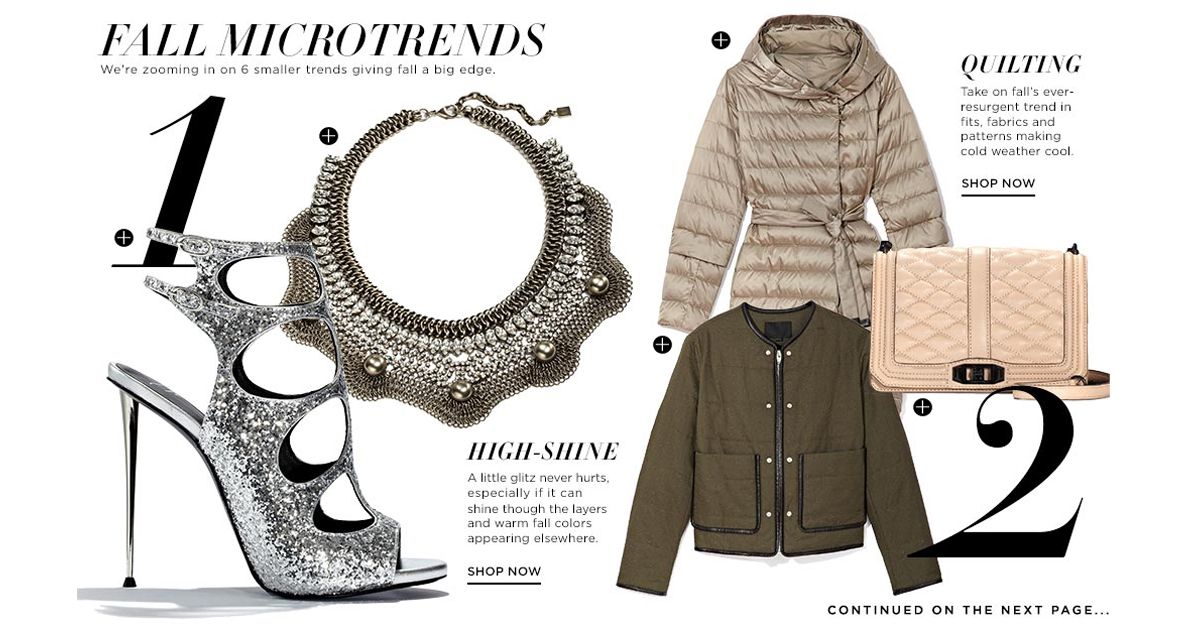 FALL MICROTRENDS
We're zooming in on 6 smaller trends giving fall a big edge.
1
HIGH-SHINE
A little glitz never hurts,
especially if it can
shine though the layers
and warm fall colors
appearing elsewhere.
SHOP NOW
QUILTING
Take on fall's ever-
resurgent trend in
fits, fabrics and
patterns making
cold weather cool.
SHOP NOW
2
CONTINUED ON THE NEXT PAGE...